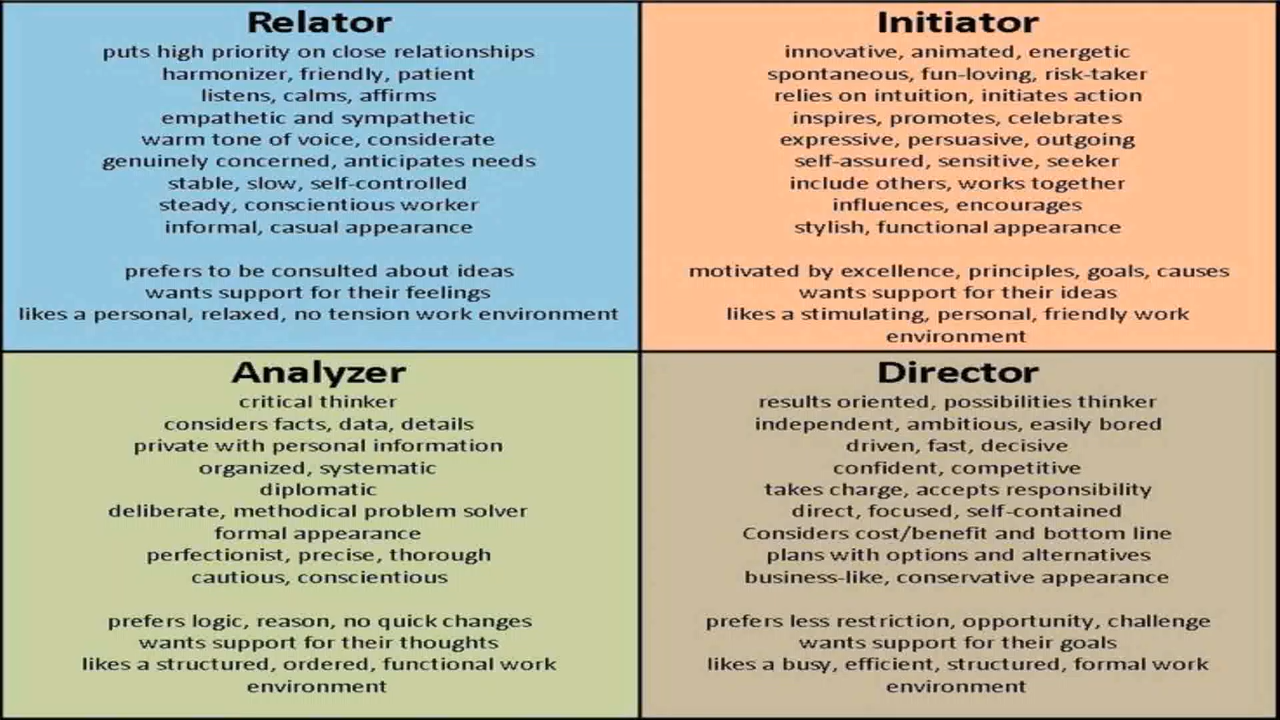 Relator
puts high priority on close relationships
harmonizer, friendly, patient
listens, calms, affirms
empathetic and sympathetic
warm tone of voice, considerate
genuinely concerned, anticipates needs
stable, slow, self-controlled
steady, conscientious worker
informal, casual appearance
prefers to be consulted about ideas
wants support for their feelings
likes a personal, relaxed, no tension work environment
Initiator
innovative, animated, energetic
spontaneous, fun-loving, risk-taker
relies on intuition, initiates action
inspires, promotes, celebrates
expressive, persuasive, outgoing
self-assured, sensitive, seeker
include others, works together
influences, encourages
stylish, functional appearance
motivated by excellence, principles, goals, causes
wants support for their ideas
likes a stimulating, personal, friendly work
environment
Analyzer
critical thinker
considers facts, data, details
private with personal information
organized, systematic
diplomatic
deliberate, methodical problem solver
formal appearance
perfectionist, precise, thorough
cautious, conscientious
prefers logic, reason, no quick changes
wants support for their thoughts
likes a structured, ordered, functional work
environment
Director
results oriented, possibilities thinker
independent, ambitious, easily bored
driven, fast, decisive
confident, competitive
takes charge, accepts responsibility
direct, focused, self-contained
Considers cost/benefit and bottom line
plans with options and alternatives
business-like, conservative appearance
prefers less restriction, opportunity, challenge
wants support for their goals
likes a busy, efficient, structured, formal work
environment